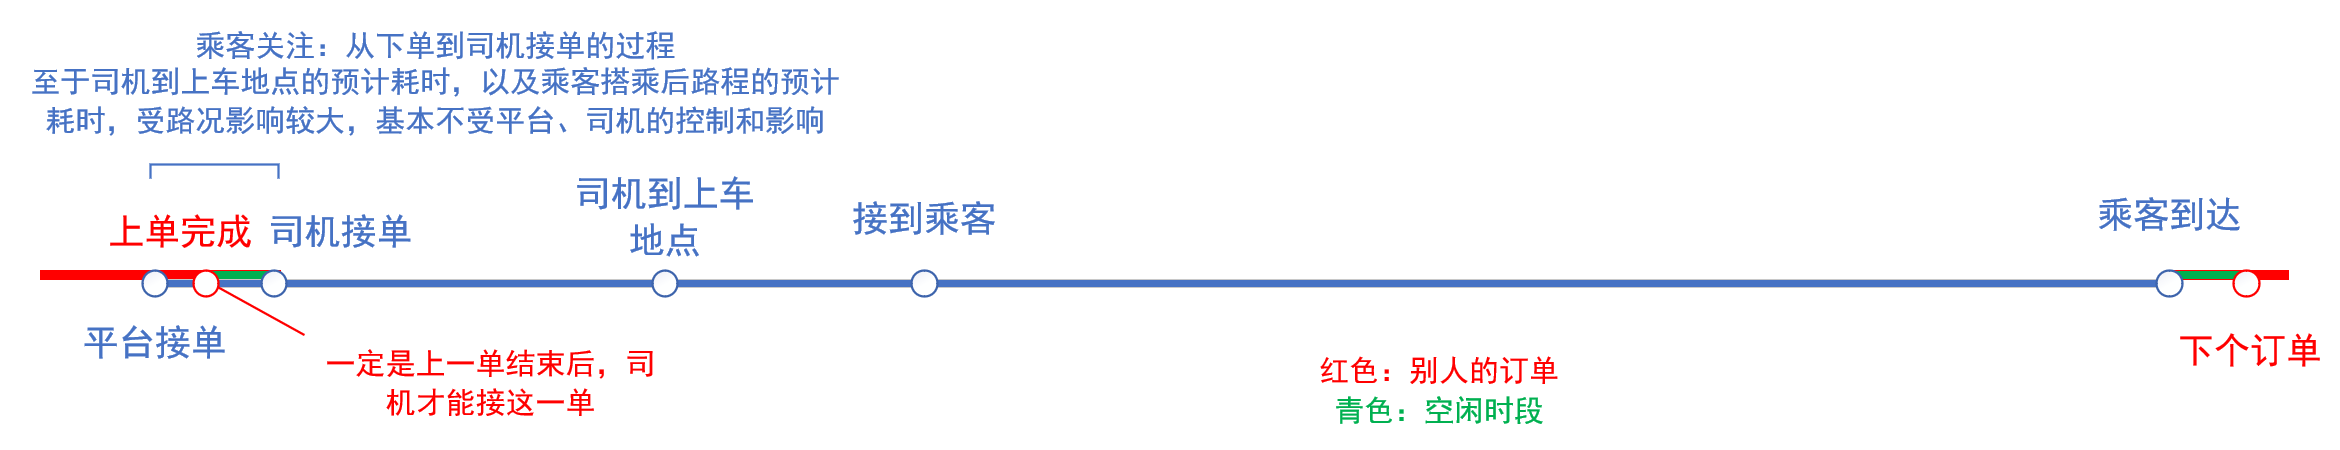 乘客关注：从下单到司机接单的过程
至于司机到上车地点的预计耗时，以及乘客搭乘后路程的预计
耗时，受路况影响较大，基本不受平台、司机的控制和影响
上单完成
司机接单
司机到上车
地点
接到乘客
乘客到达
平台接单
一定是上一单结束后，司
机才能接这一单
红色：别人的订单
青色：空闲时段
下个订单